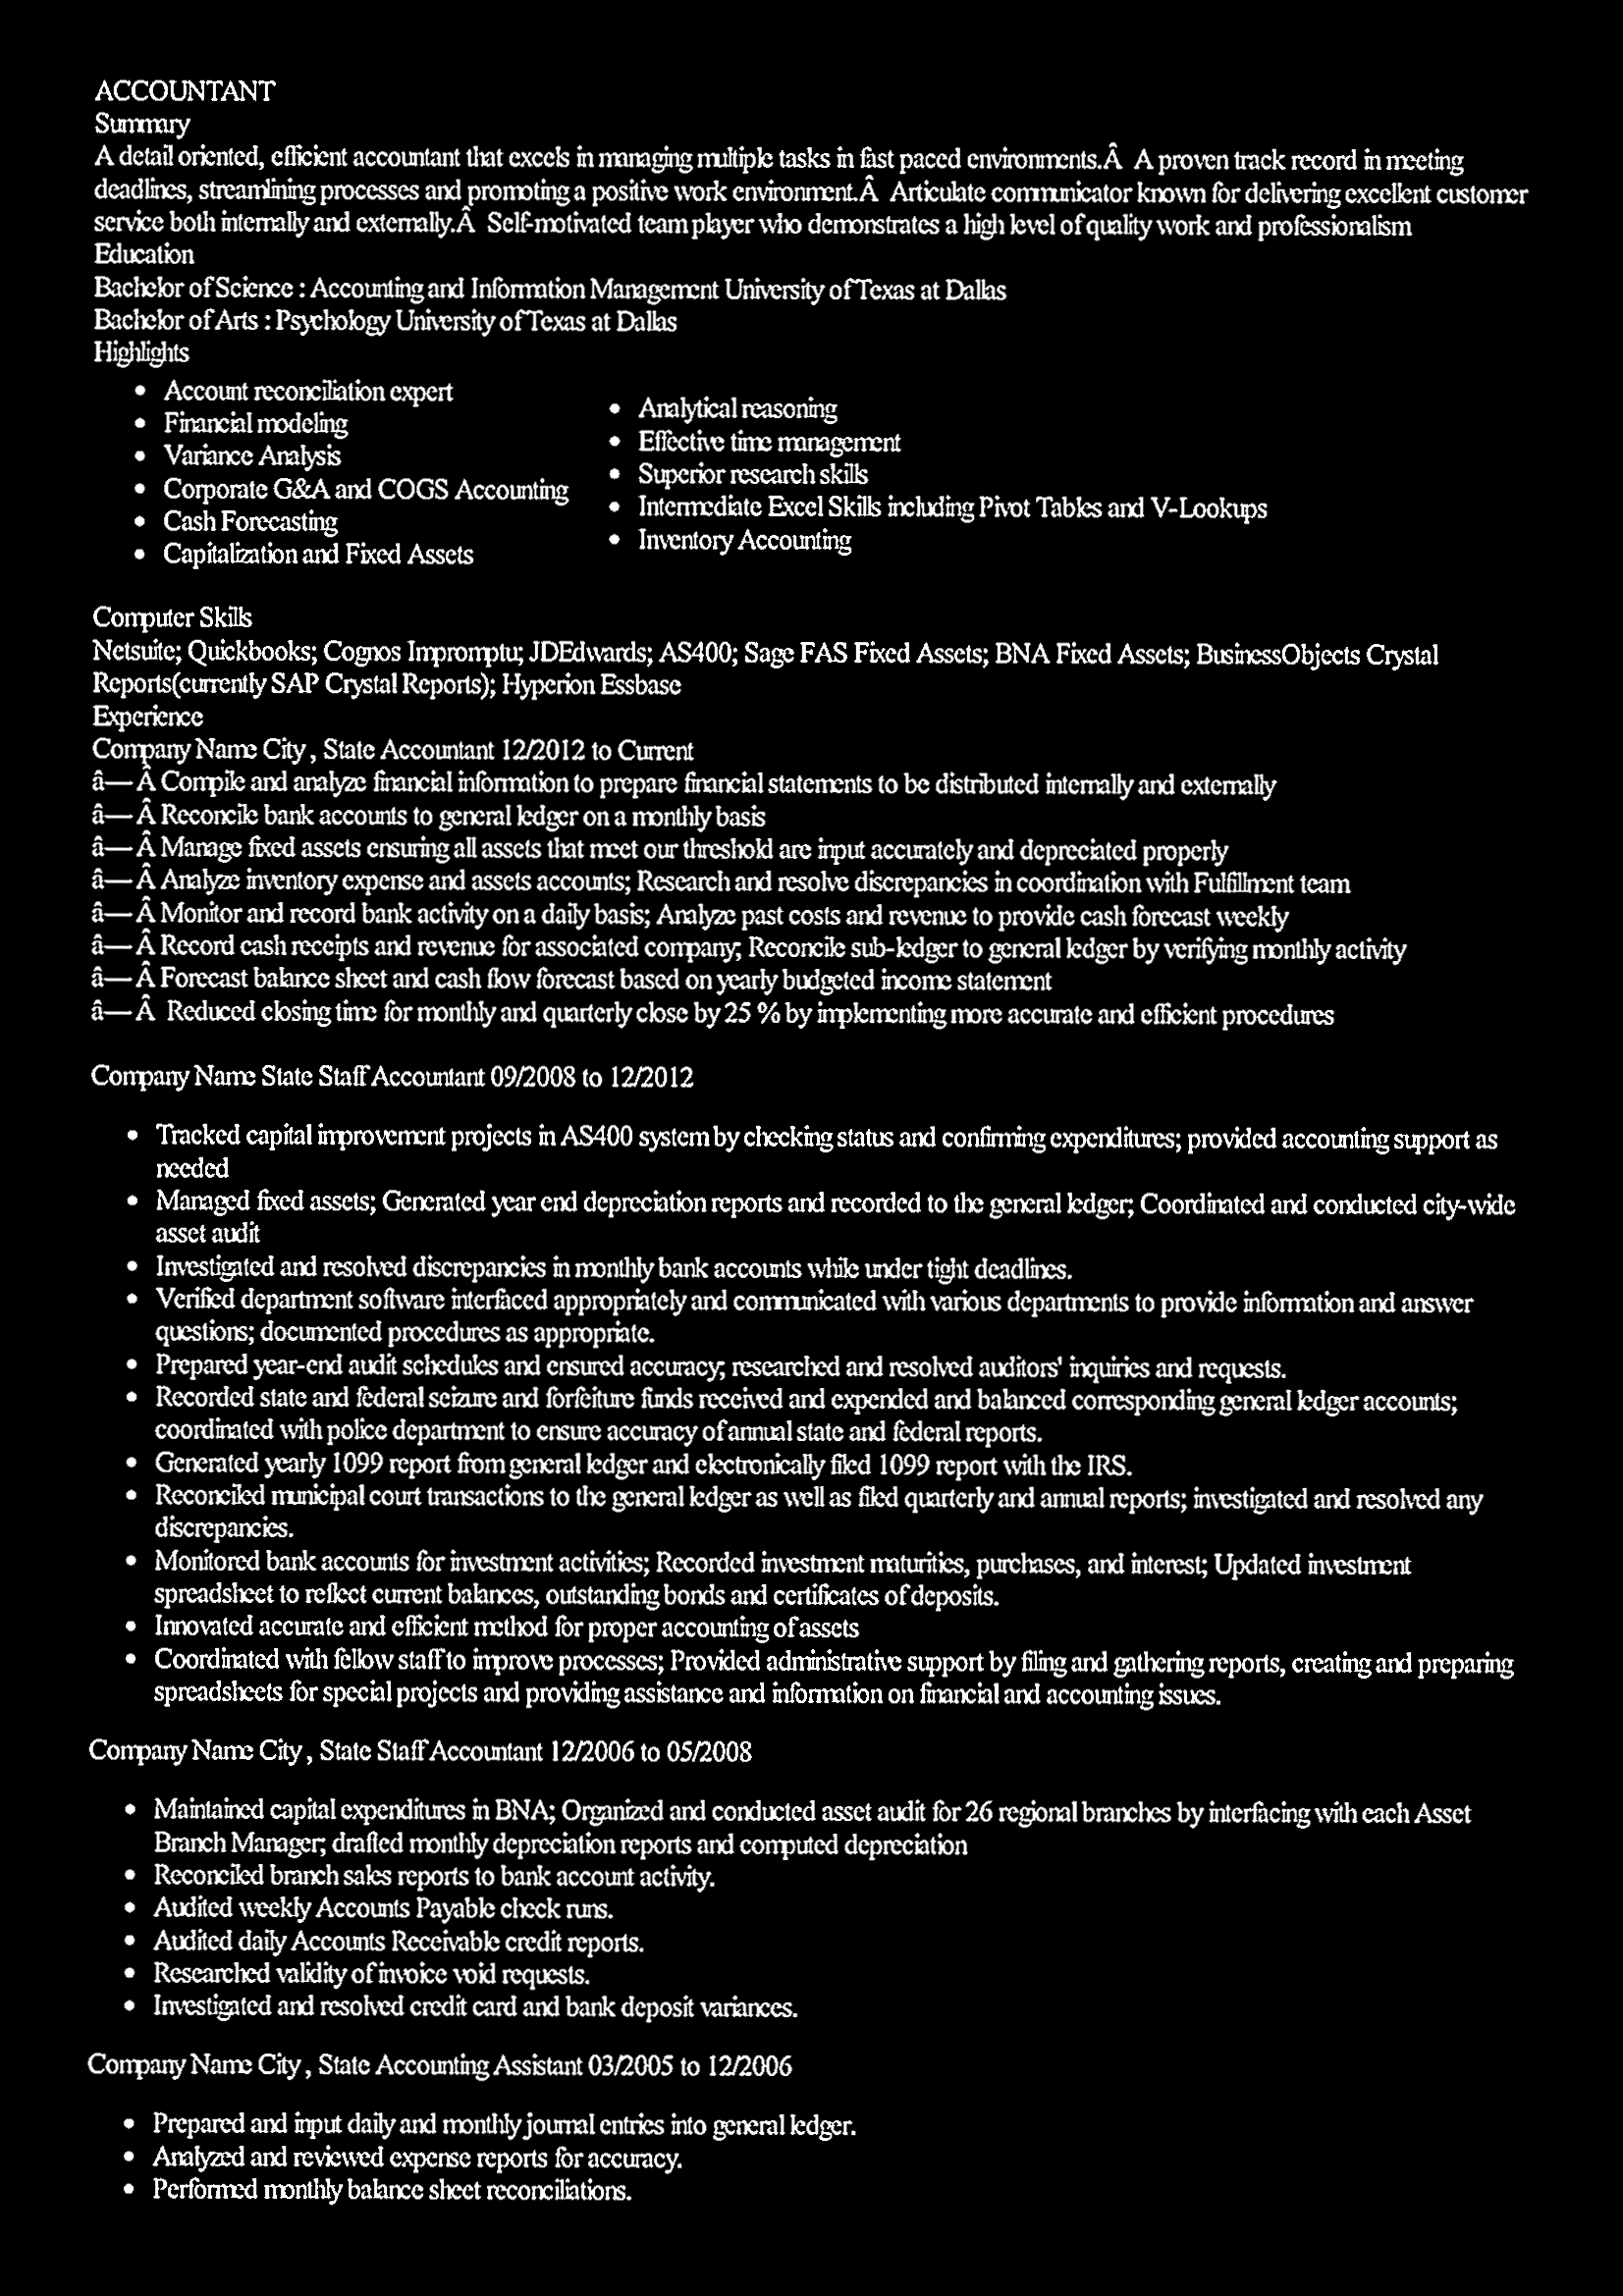 ACCOUNTANT
Summary
A detail oriented, efficient accountant that excels in managing multiple tasks in fast paced environments.Â  A proven track record in meeting
deadlines, streamlining processes and promoting a positive work environment.Â  Articulate communicator known for delivering excellent customer
service both internally and externally.Â  Self-motivated team player who demonstrates a high level of quality work and professionalism
Education
Bachelor of Science : Accounting and Information Management University of Texas at Dallas
Bachelor of Arts : Psychology University of Texas at Dallas
Highlights
• Account reconciliation expert
• Financial modeling
• Variance Analysis
• Corporate G&A and COGS Accounting
• Cash Forecasting
• Capitalization and Fixed Assets
• Analytical reasoning
• Effective time management
• Superior research skills
• Intermediate Excel Skills including Pivot Tables and V-Lookups
• Inventory Accounting
Computer Skills
Netsuite; Quickbooks; Cognos Impromptu; JDEdwards; AS400; Sage FAS Fixed Assets; BNA Fixed Assets; BusinessObjects Crystal
Reports(currently SAP Crystal Reports); Hyperion Essbase
Experience
Company Name City , State Accountant 12/2012 to Current
â—Â Compile and analyze financial information to prepare financial statements to be distributed internally and externally
â—Â Reconcile bank accounts to general ledger on a monthly basis
â—Â Manage fixed assets ensuring all assets that meet our threshold are input accurately and depreciated properly
â—Â Analyze inventory expense and assets accounts; Research and resolve discrepancies in coordination with Fulfillment team
â—Â Monitor and record bank activity on a daily basis; Analyze past costs and revenue to provide cash forecast weekly
â—Â Record cash receipts and revenue for associated company; Reconcile sub-ledger to general ledger by verifying monthly activity
â—Â Forecast balance sheet and cash flow forecast based on yearly budgeted income statement
â—Â  Reduced closing time for monthly and quarterly close by 25 % by implementing more accurate and efficient procedures
Company Name State Staff Accountant 09/2008 to 12/2012
• Tracked capital improvement projects in AS400 system by checking status and confirming expenditures; provided accounting support as
needed
• Managed fixed assets; Generated year end depreciation reports and recorded to the general ledger; Coordinated and conducted city-wide
asset audit
• Investigated and resolved discrepancies in monthly bank accounts while under tight deadlines.
• Verified department software interfaced appropriately and communicated with various departments to provide information and answer
questions; documented procedures as appropriate.
• Prepared year-end audit schedules and ensured accuracy; researched and resolved auditors' inquiries and requests.
• Recorded state and federal seizure and forfeiture funds received and expended and balanced corresponding general ledger accounts;
coordinated with police department to ensure accuracy of annual state and federal reports.
• Generated yearly 1099 report from general ledger and electronically filed 1099 report with the IRS.
• Reconciled municipal court transactions to the general ledger as well as filed quarterly and annual reports; investigated and resolved any
discrepancies.
• Monitored bank accounts for investment activities; Recorded investment maturities, purchases, and interest; Updated investment
spreadsheet to reflect current balances, outstanding bonds and certificates of deposits.
• Innovated accurate and efficient method for proper accounting of assets
• Coordinated with fellow staff to improve processes; Provided administrative support by filing and gathering reports, creating and preparing
spreadsheets for special projects and providing assistance and information on financial and accounting issues.
Company Name City , State Staff Accountant 12/2006 to 05/2008
• Maintained capital expenditures in BNA; Organized and conducted asset audit for 26 regional branches by interfacing with each Asset
Branch Manager; drafted monthly depreciation reports and computed depreciation
• Reconciled branch sales reports to bank account activity.
• Audited weekly Accounts Payable check runs.
• Audited daily Accounts Receivable credit reports.
• Researched validity of invoice void requests.
• Investigated and resolved credit card and bank deposit variances.
Company Name City , State Accounting Assistant 03/2005 to 12/2006
• Prepared and input daily and monthly journal entries into general ledger.
• Analyzed and reviewed expense reports for accuracy.
• Performed monthly balance sheet reconciliations.